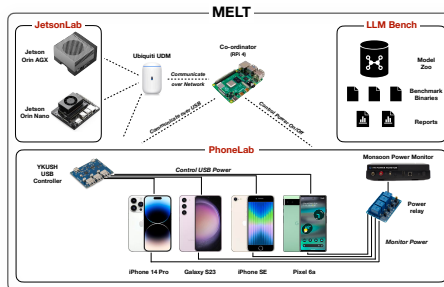 MELT
JetsonLab
Jetson
Orin AGX
Jetson
Orin Nano
Ubiquiti UDM
Communicate
over Network
Co-ordinator
(RPi 4)
LLM Bench
Model
Zoo
Benchmark
Binaries
Reports
Communicate over USB
Control Power On/Off
PhoneLab
YKUSH
USB
Controller
Control USB Power
Monsoon Power Monitor
Power
relay
Monitor Power
iPhone 14 Pro
Galaxy S23
iPhone SE
Pixel 6a